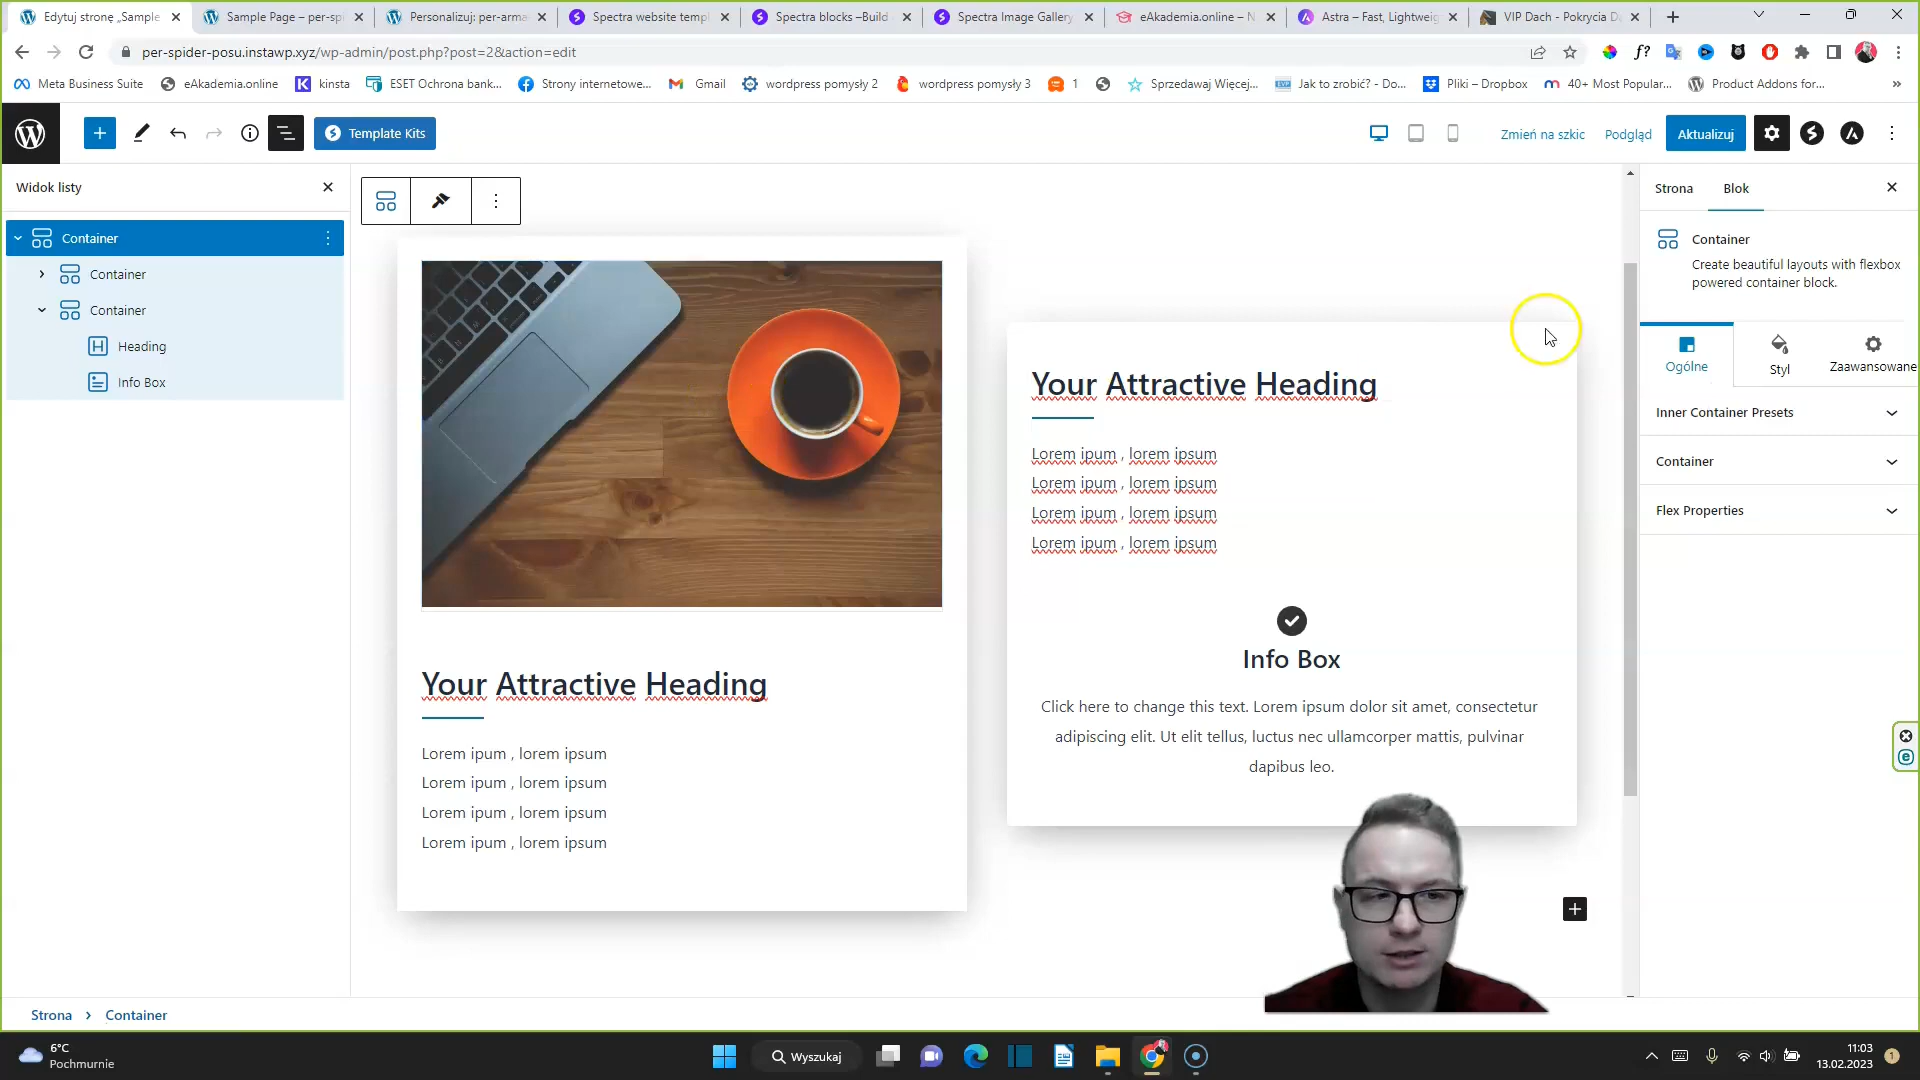 Edytuj stronę „Sample
Sample Page – per-spi
Personalizuj: per-arma
Spectra website templ
Spectra blocks –Build
Spectra Image Gallery
eAkademia.online – N
Astra – Fast, Lightweig
VIP Dach - Pokrycia D
per-spider-posu.instawp.xyz/wp-admin/post.php?post=2&action=edit
Meta Business Suite
eAkademia.online
kinsta
ESET Ochrona bank...
Strony internetowe...
Gmail
wordpress pomysły 2
wordpress pomysły 3
1
Sprzedawaj Więcej,...
Jak to zrobić? - Do...
Pliki – Dropbox
40+ Most Popular...
Product Addons for...
Template Kits
Zmień na szkic
Podgląd
Aktualizuj
Widok listy
Container
Container
Container
Heading
Info Box
Your Attractive Heading
Lorem ipum , lorem ipsum
Lorem ipum , lorem ipsum
Lorem ipum , lorem ipsum
Lorem ipum , lorem ipsum
Your Attractive Heading
Lorem ipum , lorem ipsum
Lorem ipum , lorem ipsum
Lorem ipum , lorem ipsum
Lorem ipum , lorem ipsum
Info Box
Click here to change this text. Lorem ipsum dolor sit amet, consectetur
adipiscing elit. Ut elit tellus, luctus nec ullamcorper mattis, pulvinar
dapibus leo.
Strona
Blok
Container
Create beautiful layouts with flexbox
powered container block.
Ogólne
Styl
Zaawansowane
Inner Container Presets
Container
Flex Properties
Strona
Container
6°C
Pochmurnie
Wyszukaj
11:03
13.02.2023
1